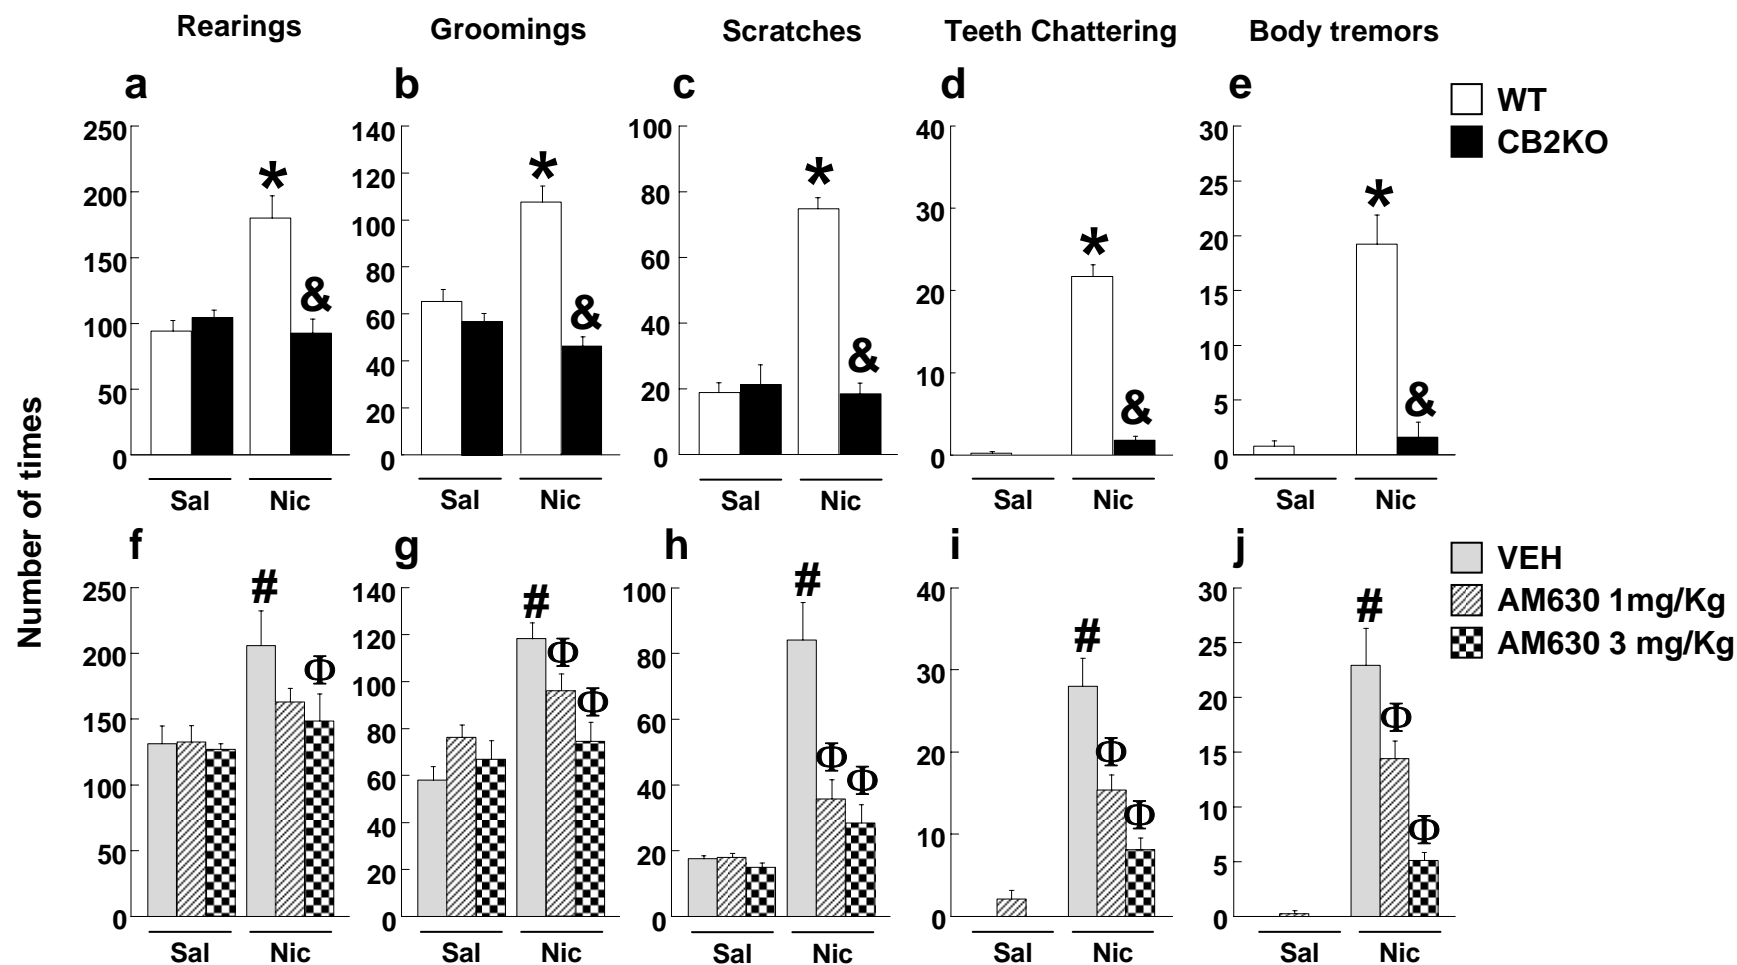 Rearings Groomings Scratches Teeth Chattering Body tremors
a b c d e
WT
CB2KO
250 200 150 100 50 0
140 120 100 80 60 40 20 0
100 80 60 40 20 0
40 30 20 10 0
30 25 20 15 10 5 0
* &
* &
* &
* &
* &
Sal Nic Sal Nic Sal Nic Sal Nic Sal Nic
Number of times
f g h i j
VEH
AM630 1mg/Kg
AM630 3 mg/Kg
250 200 150 100 50 0
140 120 100 80 60 40 20 0
100 80 60 40 20 0
40 30 20 10 0
30 25 20 15 10 5 0
# Φ
# Φ Φ
# Φ Φ
# Φ Φ
# Φ Φ
Sal Nic Sal Nic Sal Nic Sal Nic Sal Nic